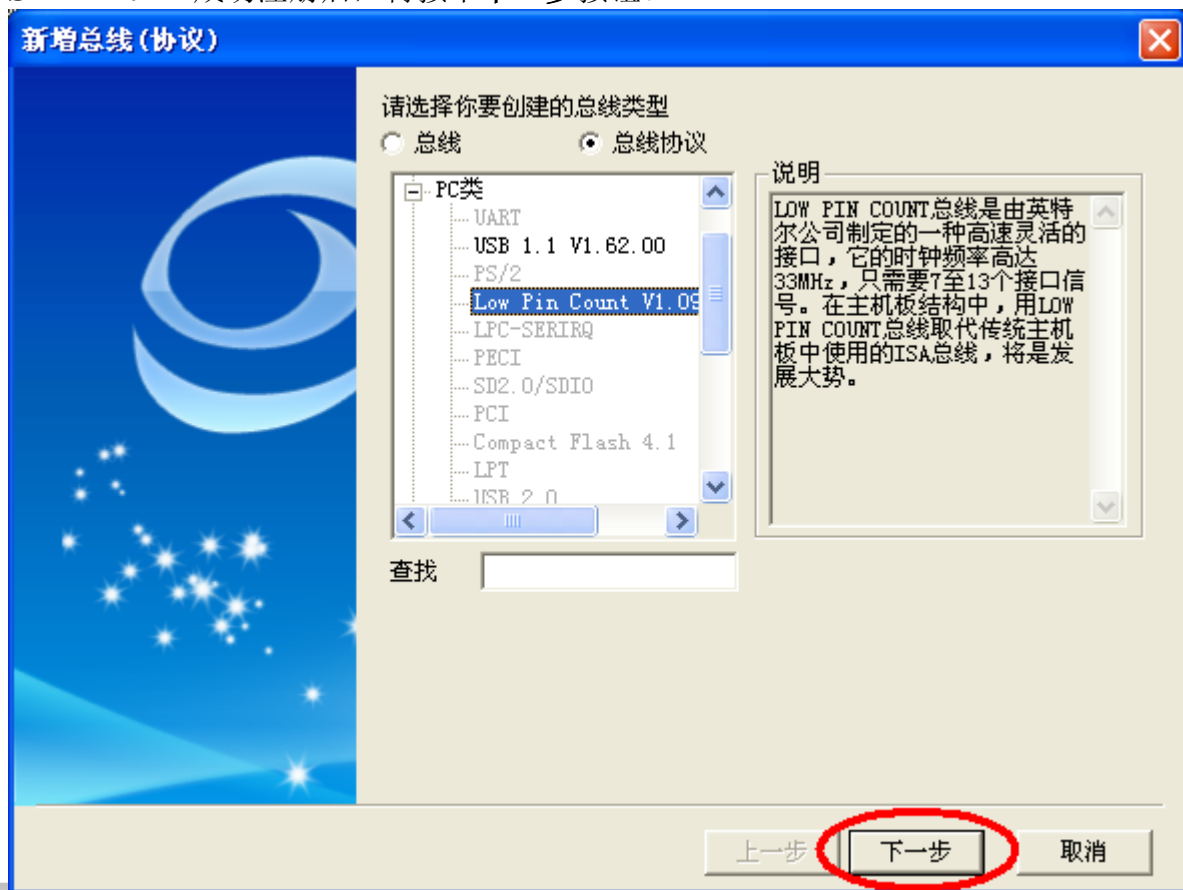 新增总线(协议)
请选择你要创建的总线类型
总线
总线协议
PC类
UART
USB 1.1 V1.62.00
PS/2
Low Pin Count V1.09
LPC-SERIRQ
PECI
SD2.0/SDIO
PCI
Compact Flash 4.1
LPT
USB 2.0
说明
LOW PIN COUNT总线是由英特
尔公司制定的一种高速灵活的
接口，它的时钟频率高达
33MHz，只需要7至13个接口信
号。在主机板结构中，用LOW
PIN COUNT总线取代传统主机
板中使用的ISA总线，将是发
展大势。
查找
上一步
下一步
取消